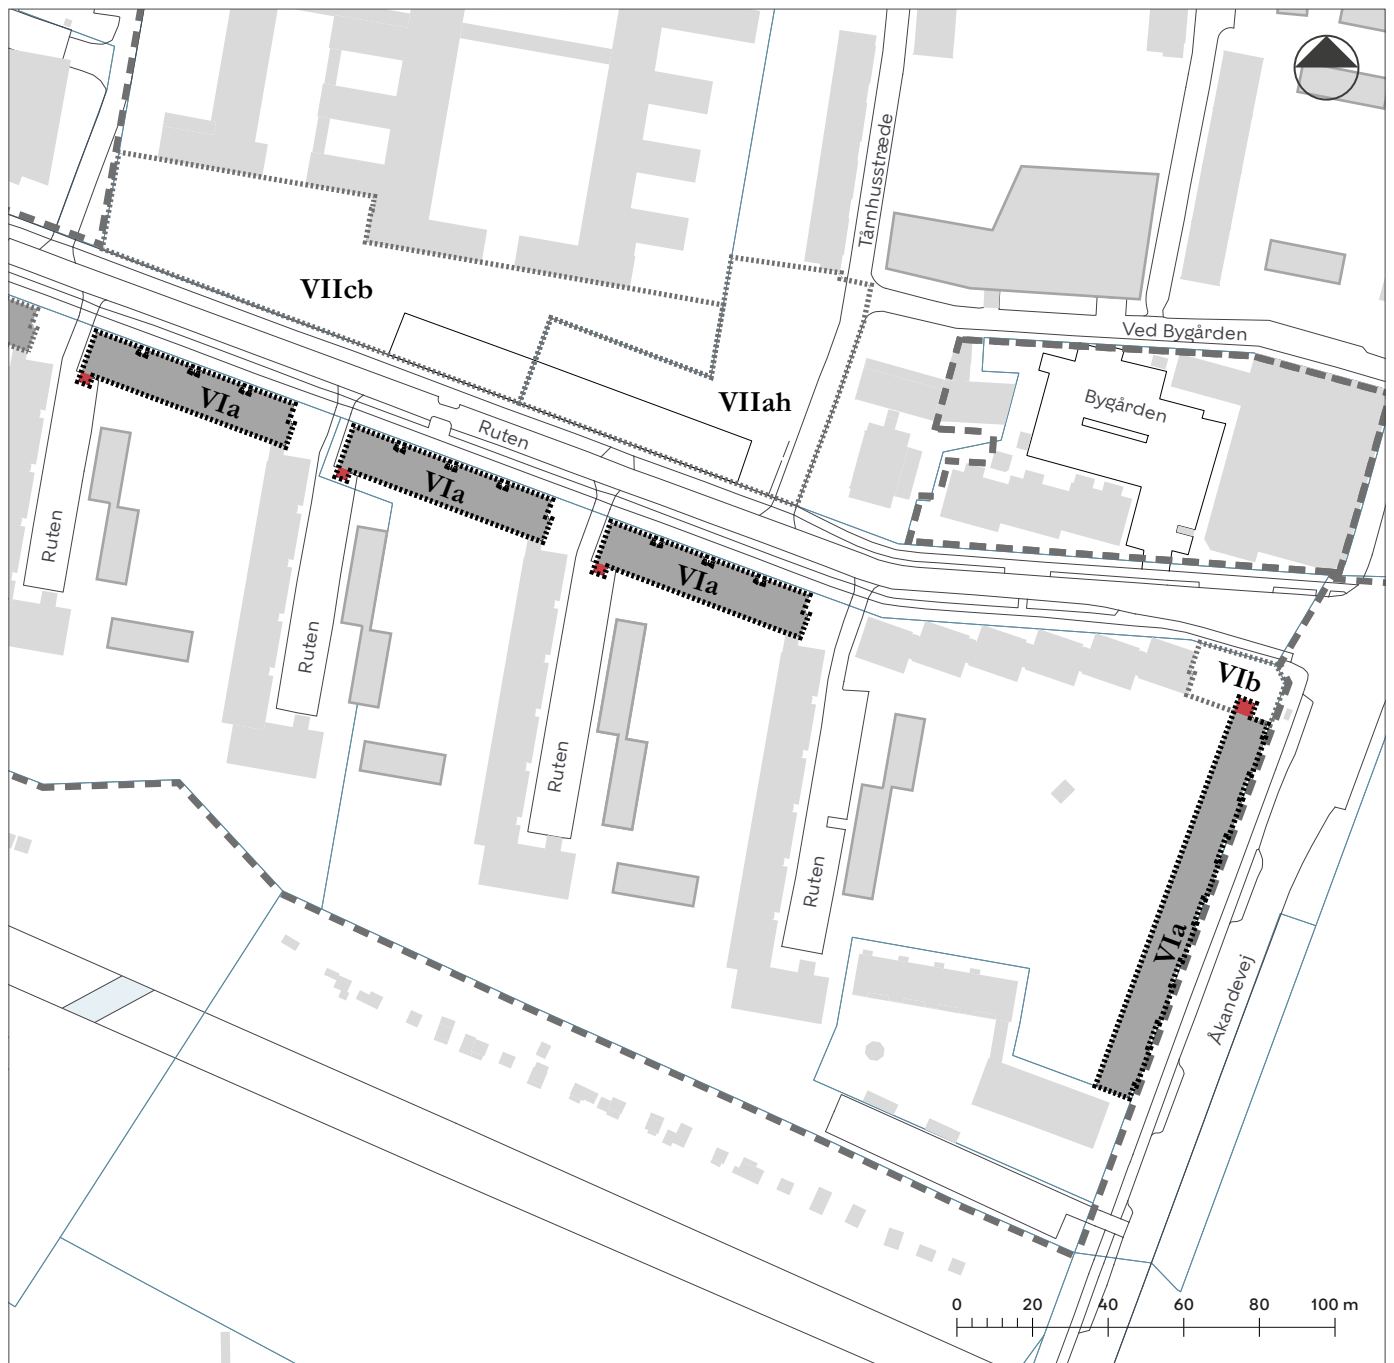 Tårnhusstræde
VIIcb
Ved Bygården
VIa
VIIah
Bygården
Ruten
VIa
Ruten
VIa
Ruten
VIb
Ruten
Ruten
VIa
Åkandevej
0 20 40 60 80 100 m